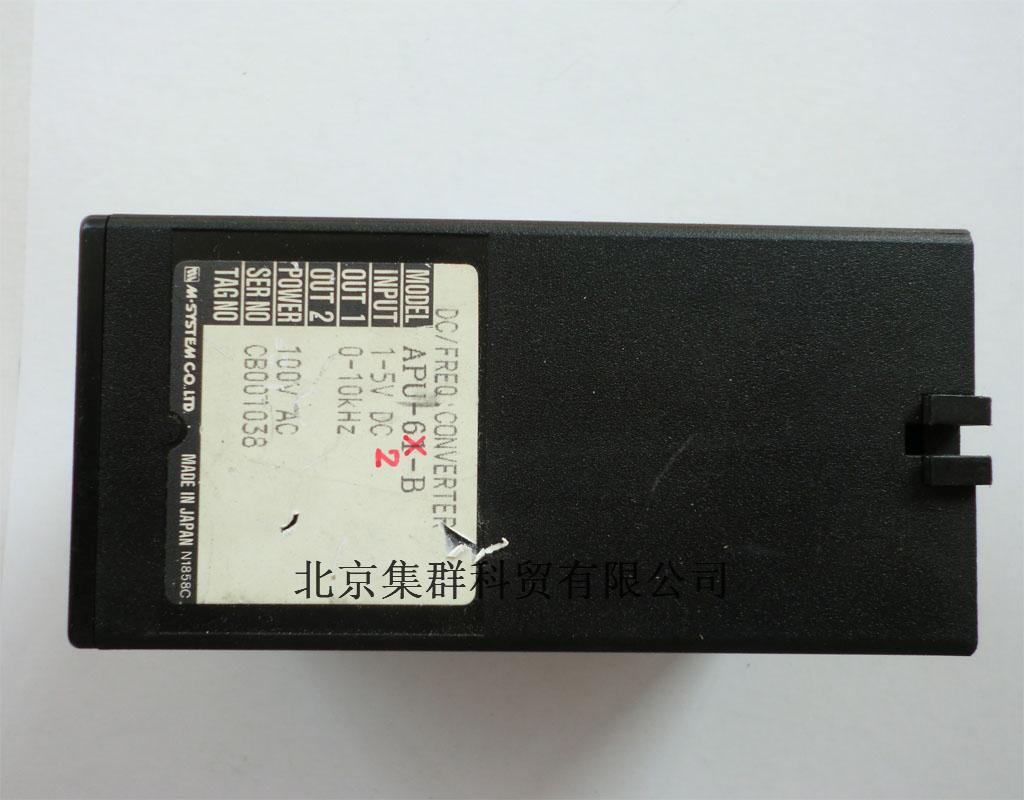 DC/FREQ CONVERTER
MODEL APU-6X-B
2
INPUT 1-5V DC
OUT 1 0-10kHz
OUT 2
POWER 100V AC
SER NO CB001038
TAG NO
M·SYSTEM CO.,LTD. MADE IN JAPAN N1858C
北京集群科贸有限公司